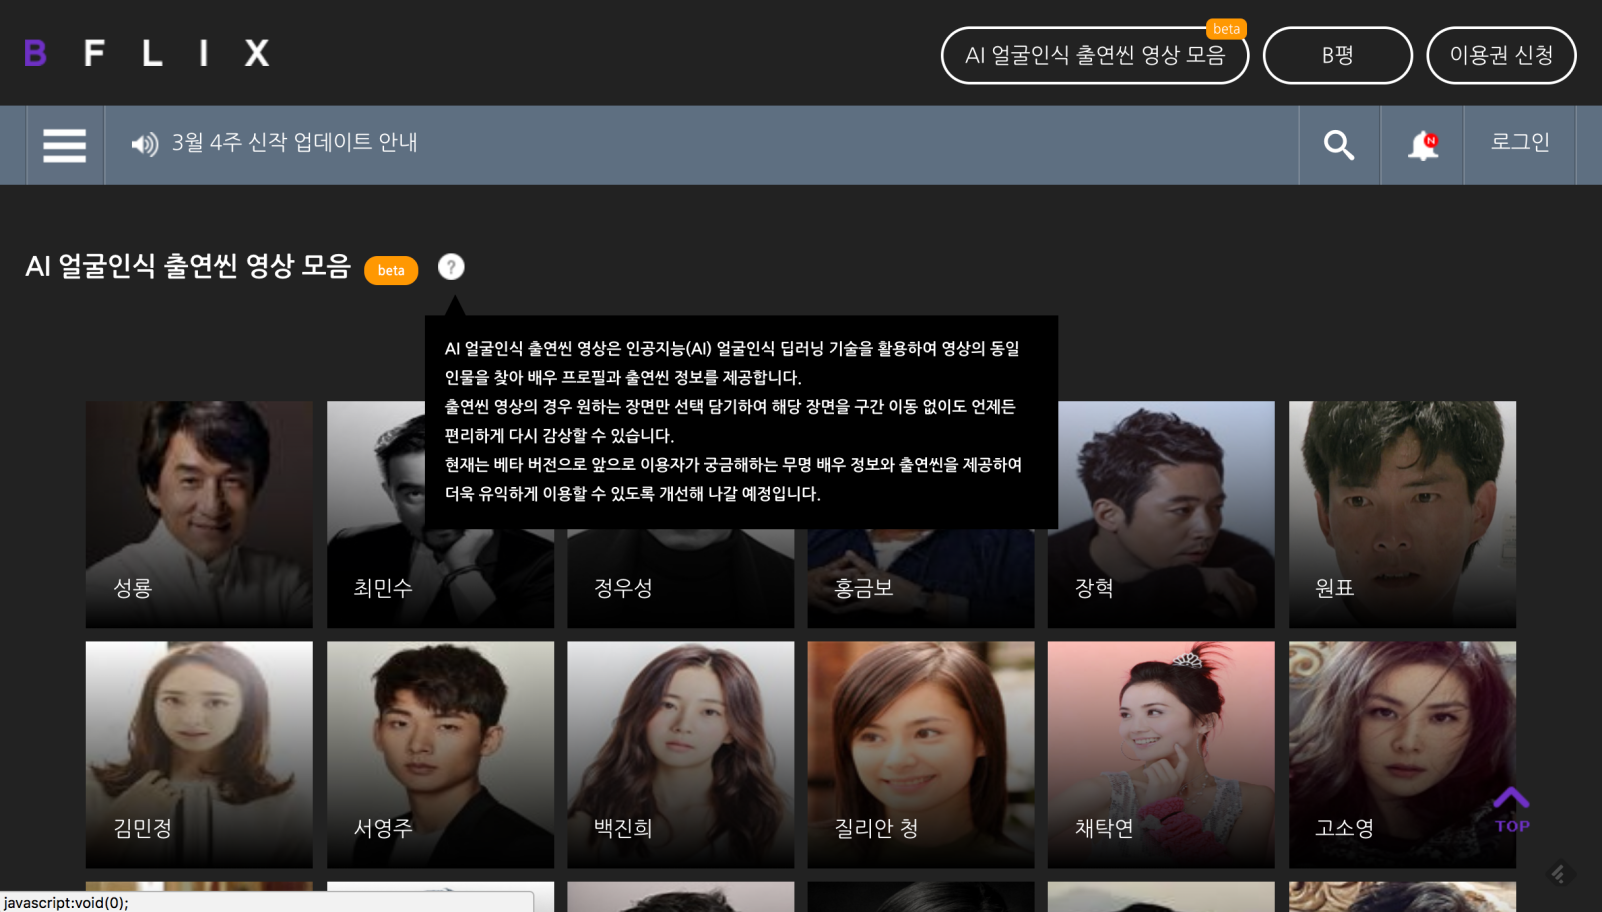 B F L I X
AI 얼굴인식 출연씬 영상 모음
beta
B평
이용권 신청
3월 4주 신작 업데이트 안내
N
로그인
AI 얼굴인식 출연씬 영상 모음
beta
?
AI 얼굴인식 출연씬 영상은 인공지능(AI) 얼굴인식 딥러닝 기술을 활용하여 영상의 동일
인물을 찾아 배우 프로필과 출연씬 정보를 제공합니다.
출연씬 영상의 경우 원하는 장면만 선택 담기하여 해당 장면을 구간 이동 없이도 언제든
편리하게 다시 감상할 수 있습니다.
현재는 베타 버전으로 앞으로 이용자가 궁금해하는 무명 배우 정보와 출연씬을 제공하여
더욱 유익하게 이용할 수 있도록 개선해 나갈 예정입니다.
성룡
최민수
정우성
홍금보
장혁
원표
김민정
서영주
백진희
질리안 청
채탁연
고소영
TOP
javascript:void(0);